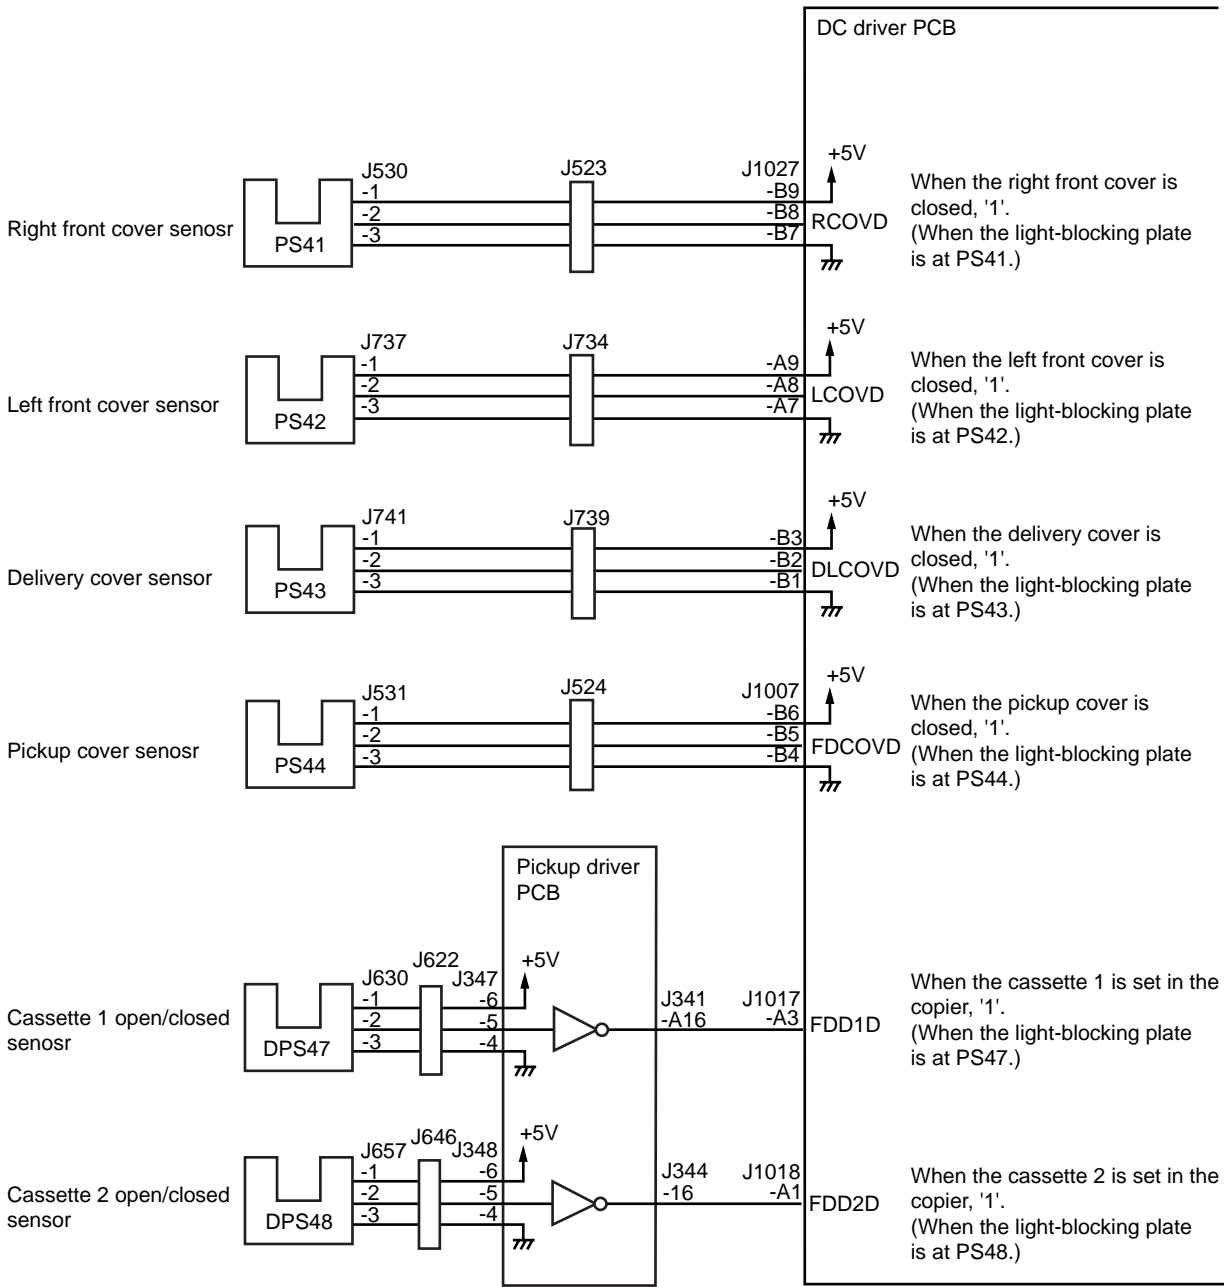 DC driver PCB
Right front cover senosr
PS41
J530
-1
-2
-3
J523
J1027
-B9
-B8
-B7
+5V
RCOVD
When the right front cover is
closed, '1'.
(When the light-blocking plate
is at PS41.)
Left front cover sensor
PS42
J737
-1
-2
-3
J734
-A9
-A8
-A7
+5V
LCOVD
When the left front cover is
closed, '1'.
(When the light-blocking plate
is at PS42.)
Delivery cover sensor
PS43
J741
-1
-2
-3
J739
-B3
-B2
-B1
+5V
DLCOVD
When the delivery cover is
closed, '1'.
(When the light-blocking plate
is at PS43.)
Pickup cover senosr
PS44
J531
-1
-2
-3
J524
J1007
-B6
-B5
-B4
+5V
FDCOVD
When the pickup cover is
closed, '1'.
(When the light-blocking plate
is at PS44.)
Pickup driver
PCB
Cassette 1 open/closed
senosr
DPS47
J630
-1
-2
-3
J622
J347
-6
-5
-4
+5V
J341
-A16
J1017
-A3
FDD1D
When the cassette 1 is set in the
copier, '1'.
(When the light-blocking plate
is at PS47.)
Cassette 2 open/closed
sensor
DPS48
J657
-1
-2
-3
J646
J348
-6
-5
-4
+5V
J344
-16
J1018
-A1
FDD2D
When the cassette 2 is set in the
copier, '1'.
(When the light-blocking plate
is at PS48.)